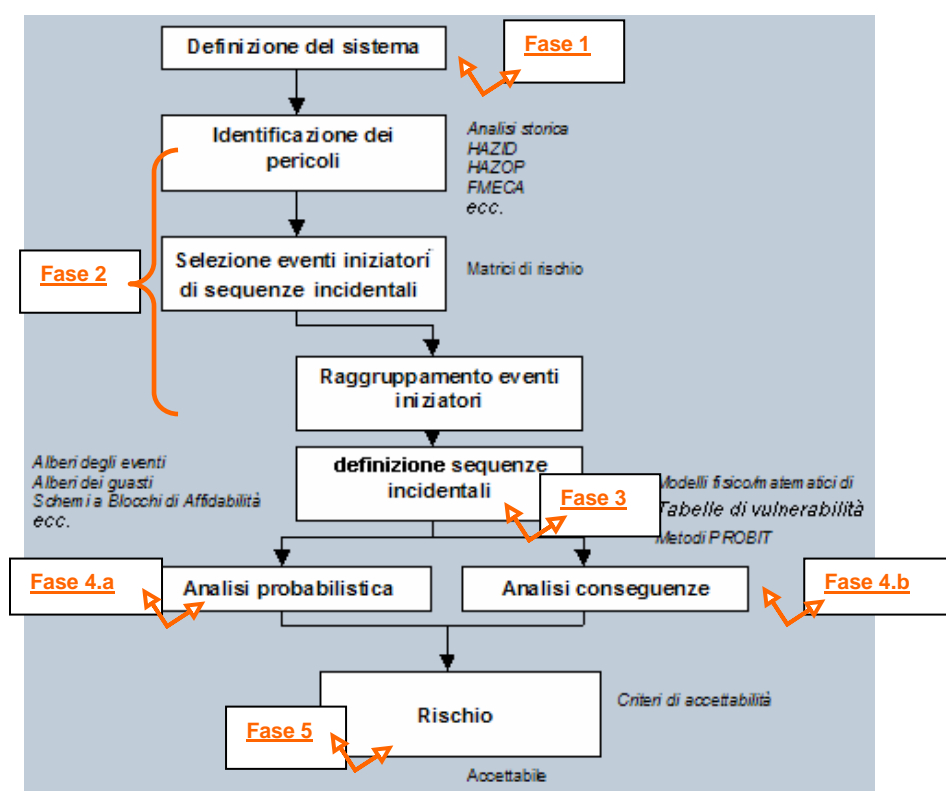 Definizione del sistema
Fase 1
Identificazione dei
pericoli
Analisi storica
HAZID
HAZOP
FMECA
ecc.
Fase 2
Selezione eventi iniziatori
di sequenze incidentali
Matrici di rischio
Raggruppamento eventi
iniziatori
Alberi degli eventi
Alberi dei guasti
Schemi a Blocchi di Affidabilità
ecc.
definizione sequenze
incidentali
Fase 3
Modelli fisico/matematici di
Tabelle di vulnerabilità
Metodi PROBIT
Fase 4.a
Analisi probabilistica
Analisi conseguenze
Fase 4.b
Rischio
Criteri di accettabilità
Fase 5
Accettabile